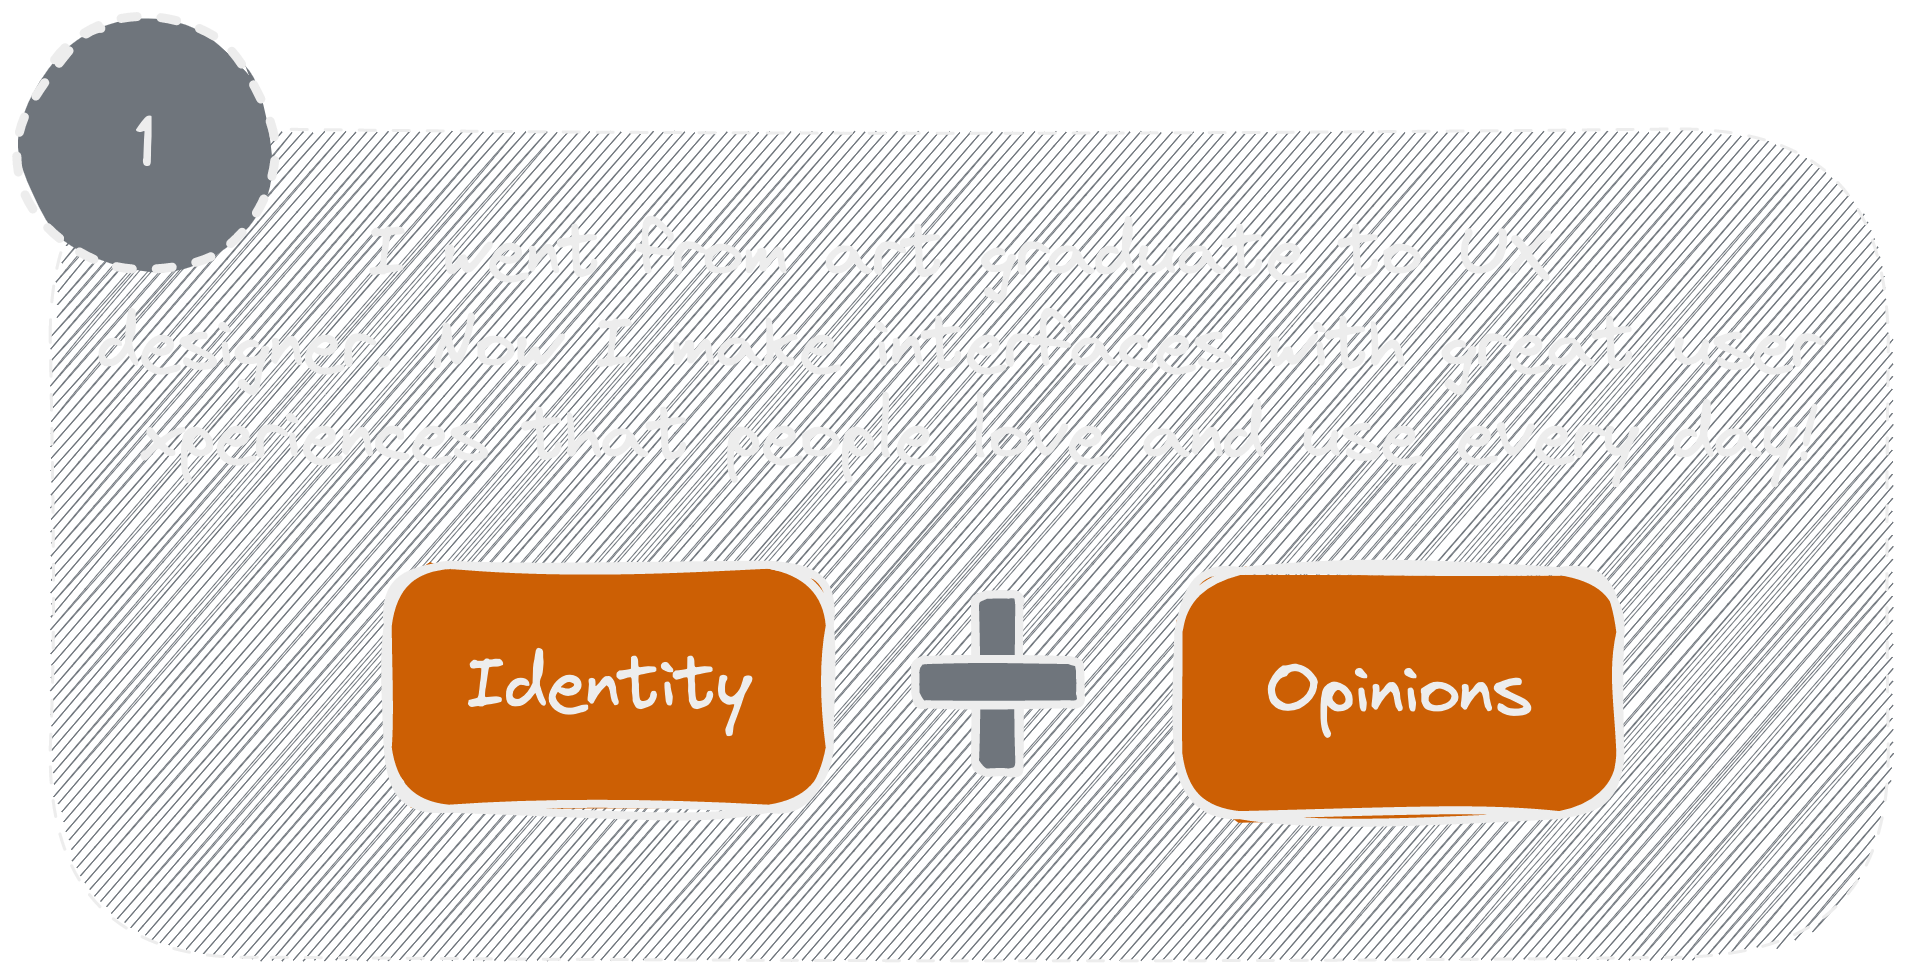 1
I went from art graduate to UX
designer. Now I make interfaces with great user
xperiences that people love and use every day!
Identity
Opinions